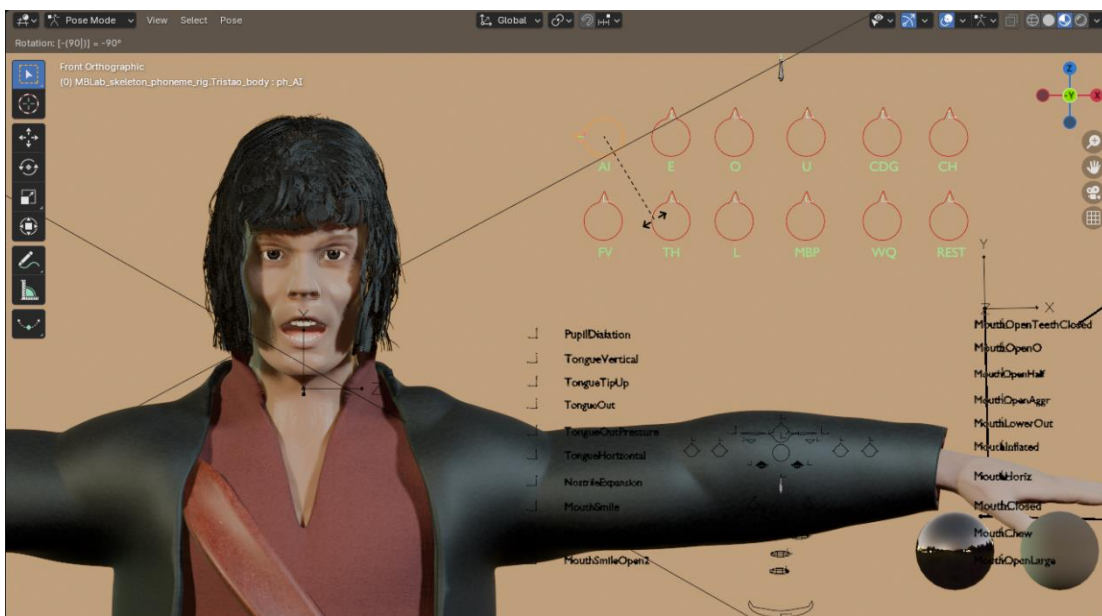 Pose Mode View Select Pose Global
Rotation: [-(90|)] = -90°
Front Orthographic
(0) MBLab_skeleton_phoneme_rig.Tristao_body : ph_AI
Z
-Y X
AI E O U CDG CH
FV TH L MBP WQ REST
Y
Z X
Y
Z
PupilDialation
TongueVertical
TongueTipUp
TongueOut
TongueOutPressure
TongueHorizontal
NostrilsExpansion
MouthSmile
MouthSmileOpen2
MouthOpenTeethClosed
MouthOpenO
MouthOpenHalf
MouthOpenAggr
MouthLowerOut
MouthInflated
MouthHoriz
MouthClosed
MouthChew
MouthOpenLarge